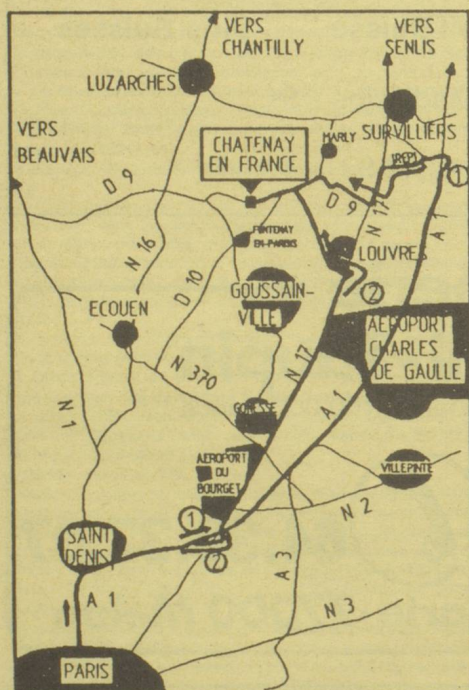 VERS
CHANTILLY
VERS
SENLIS
LUZARCHES
VERS
BEAUVAIS
CHATENAY
EN FRANCE
MARLY
SURVILLIERS
①
D 9
D 9
N 17
A 1
FONTENAY
EN-PARISIS
LOUVRES
N 16
D 10
②
GOUSSAIN-
VILLE
ECOUEN
AEROPORT
CHARLES
DE GAULLE
N 370
N 17
A 1
N 1
GONESSE
AEROPORT
DU
BOURGET
VILLEPINTE
①
N 2
SAINT
DENIS
②
A 3
A 1
N 3
PARIS